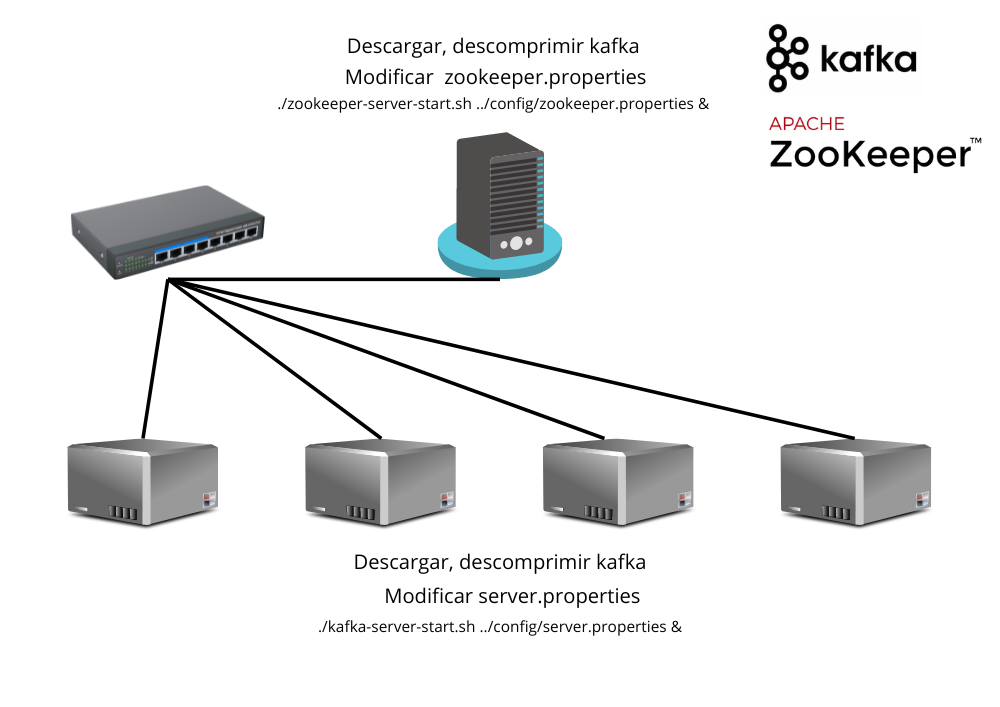 Descargar, descomprimir kafka
Modificar zookeeper.properties
./zookeeper-server-start.sh ../config/zookeeper.properties &
kafka
APACHE
ZooKeeper™
Descargar, descomprimir kafka
Modificar server.properties
./kafka-server-start.sh ../config/server.properties &